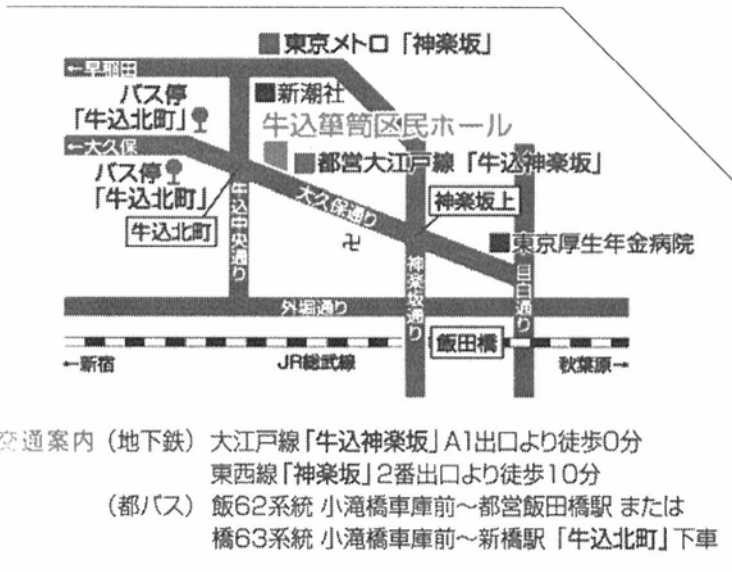 ■東京メトロ「神楽坂」
←早稲田
バス停
「牛込北町」
■新潮社
牛込箪笥区民ホール
←大久保
■都営大江戸線「牛込神楽坂」
バス停
「牛込北町」
大久保通り
神楽坂上
牛込北町
牛込中央通り
卍
■東京厚生年金病院
神楽坂通り
目白通り
外堀通り
飯田橋
←新宿
JR総武線
秋葉原→
交通案内（地下鉄）大江戸線「牛込神楽坂」A1出口より徒歩0分
東西線「神楽坂」2番出口より徒歩10分
（都バス）飯62系統 小滝橋車庫前～都営飯田橋駅 または
橋63系統 小滝橋車庫前～新橋駅「牛込北町」下車